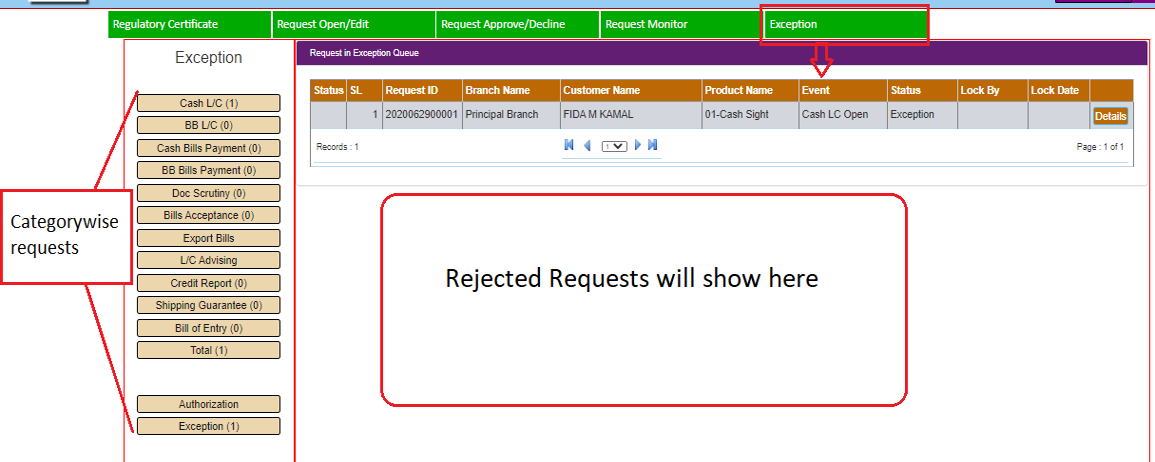 Regulatory Certificate Request Open/Edit Request Approve/Decline Request Monitor Exception
Exception
Request in Exception Queue
Status SL Request ID Branch Name Customer Name Product Name Event Status Lock By Lock Date
1 2020062900001 Principal Branch FIDA M KAMAL 01-Cash Sight Cash LC Open Exception Details
Records : 1 1 Page : 1 of 1
Cash L/C (1)
BB L/C (0)
Cash Bills Payment (0)
BB Bills Payment (0)
Doc Scrutiny (0)
Bills Acceptance (0)
Export Bills
L/C Advising
Credit Report (0)
Shipping Guarantee (0)
Bill of Entry (0)
Total (1)
Authorization
Exception (1)
Categorywise
requests
Rejected Requests will show here